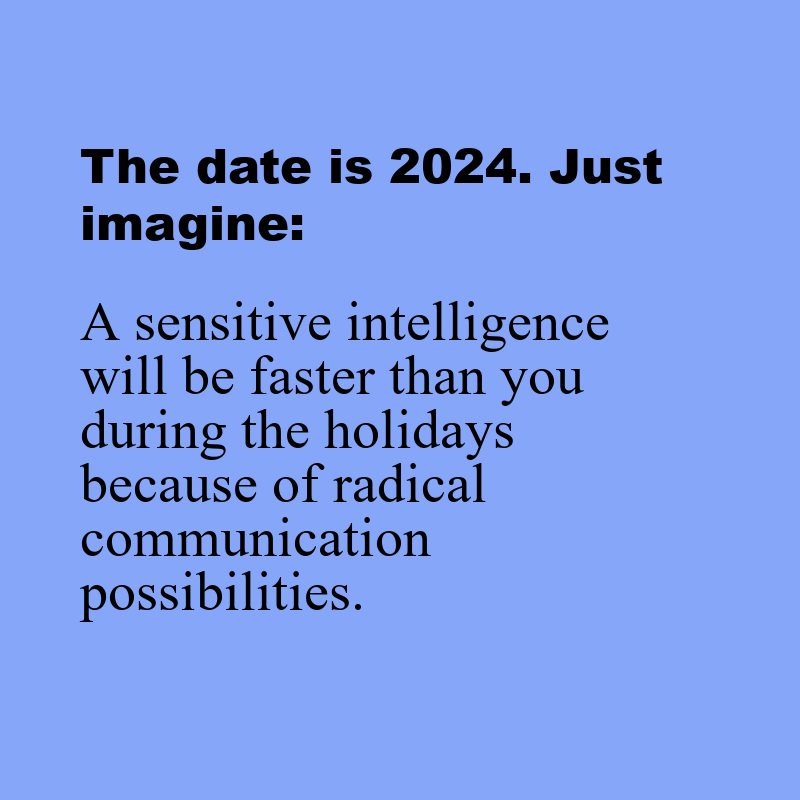 The date is 2024. Just
imagine:
A sensitive intelligence
will be faster than you
during the holidays
because of radical
communication
possibilities.